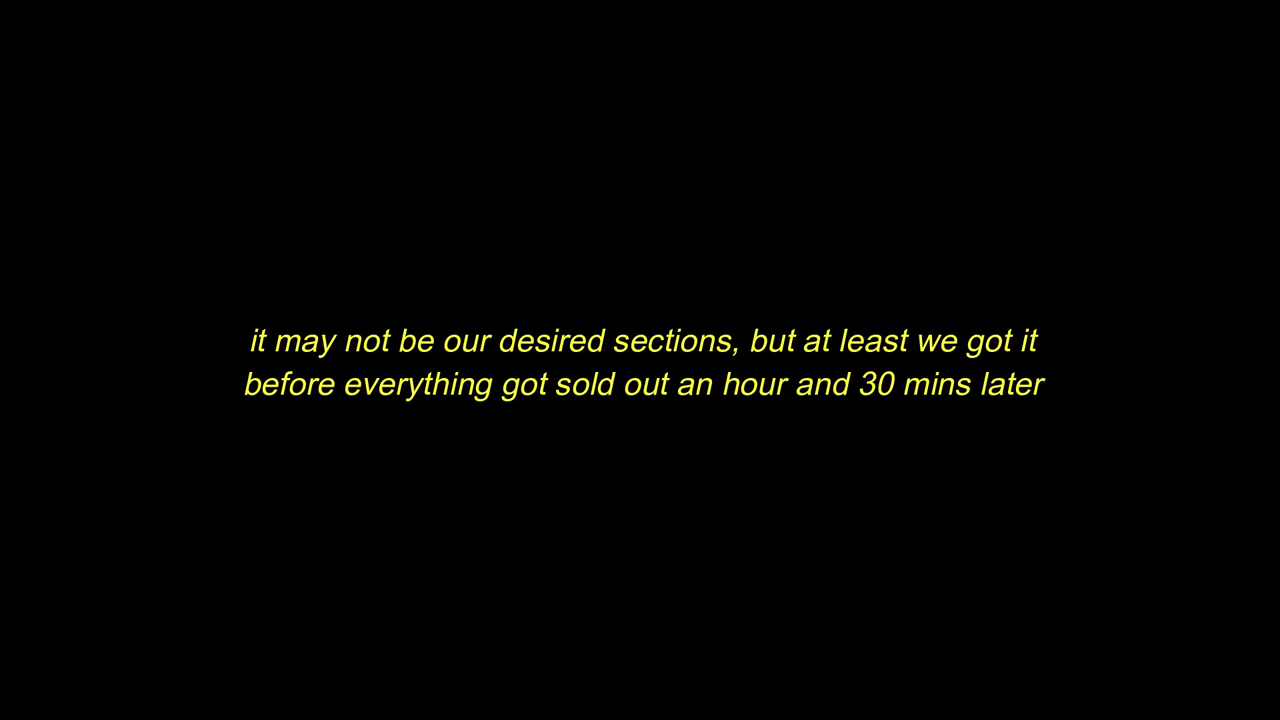 it may not be our desired sections, but at least we got it
before everything got sold out an hour and 30 mins later